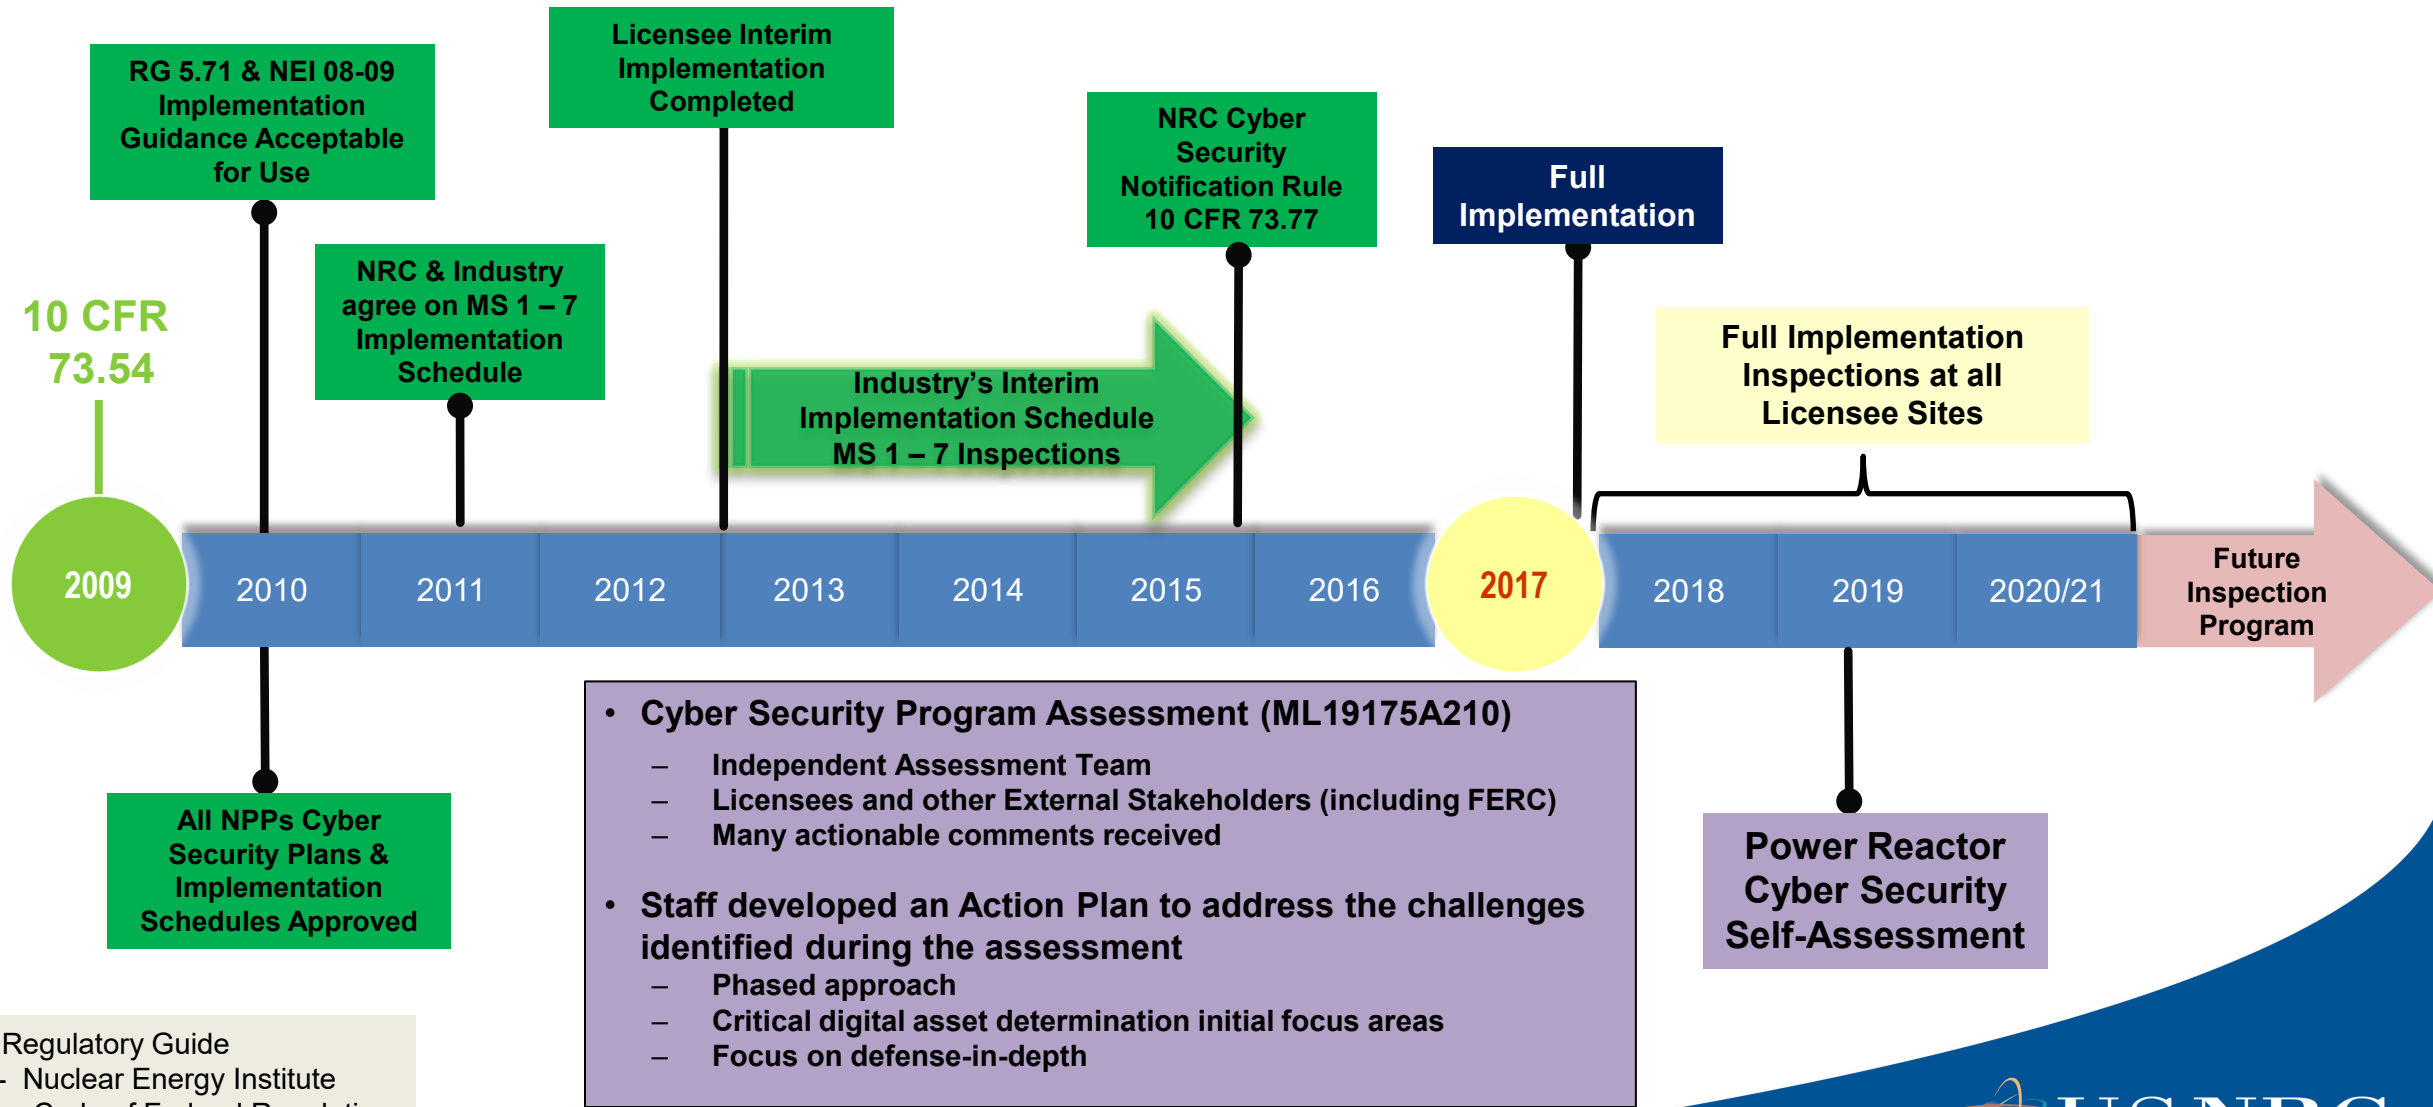 Licensee Interim
Implementation
Completed
RG 5.71 & NEI 08-09
Implementation
Guidance Acceptable
for Use
NRC Cyber
Security
Notification Rule
10 CFR 73.77
Full
Implementation
NRC & Industry
agree on MS 1 – 7
Implementation
Schedule
10 CFR
73.54
Industry’s Interim
Implementation Schedule
MS 1 – 7 Inspections
Full Implementation
Inspections at all
Licensee Sites
2009
2010
2011
2012
2013
2014
2015
2016
2017
2018
2019
2020/21
Future
Inspection
Program
All NPPs Cyber
Security Plans &
Implementation
Schedules Approved
• Cyber Security Program Assessment (ML19175A210)
– Independent Assessment Team
– Licensees and other External Stakeholders (including FERC)
– Many actionable comments received
• Staff developed an Action Plan to address the challenges
identified during the assessment
– Phased approach
– Critical digital asset determination initial focus areas
– Focus on defense-in-depth
Power Reactor
Cyber Security
Self-Assessment
Regulatory Guide
- Nuclear Energy Institute
Code of Federal
U.S.NRC